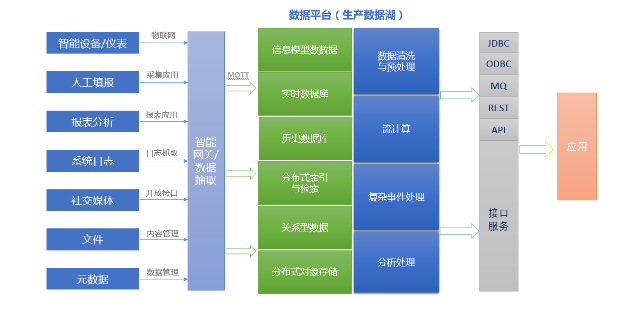 数据平台（生产数据湖）
智能设备/仪表
物联网
人工填报
采集应用
报表分析
报表应用
系统日志
日志抓取
社交媒体
开放接口
文件
内容管理
元数据
数据管理
智能
网关/
数据
抽取
MQTT
信息模型数据
实时数据库
历史数据库
分布式索引
与检索
关系型数据
分布式对象存储
数据清洗
与预处理
流计算
复杂事件处理
分析处理
JDBC
ODBC
MQ
REST
API
接口
服务
应用